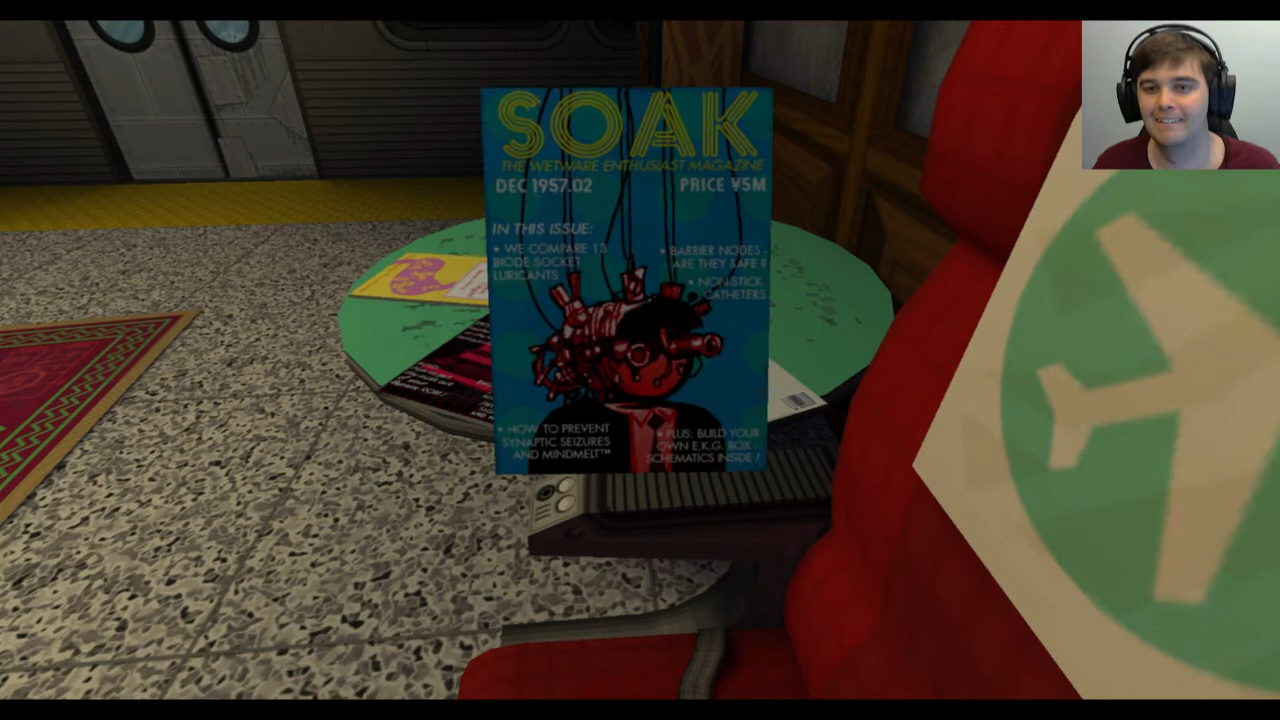 SOAK
THE WETWARE ENTHUSIAST MAGAZINE
DEC 1957.02
PRICE ¥5M
IN THIS ISSUE:
• WE COMPARE 13
BIODE SOCKET
LURICANTS
• BARRIER NODES -
ARE THEY SAFE ?
• NON-STICK
CATHETERS
• HOW TO PREVENT
SYNAPTIC SEIZURES
AND MINDMELT™
• PLUS: BUILD YOUR
OWN E.K.G. BOX -
SCHEMATICS INSIDE !